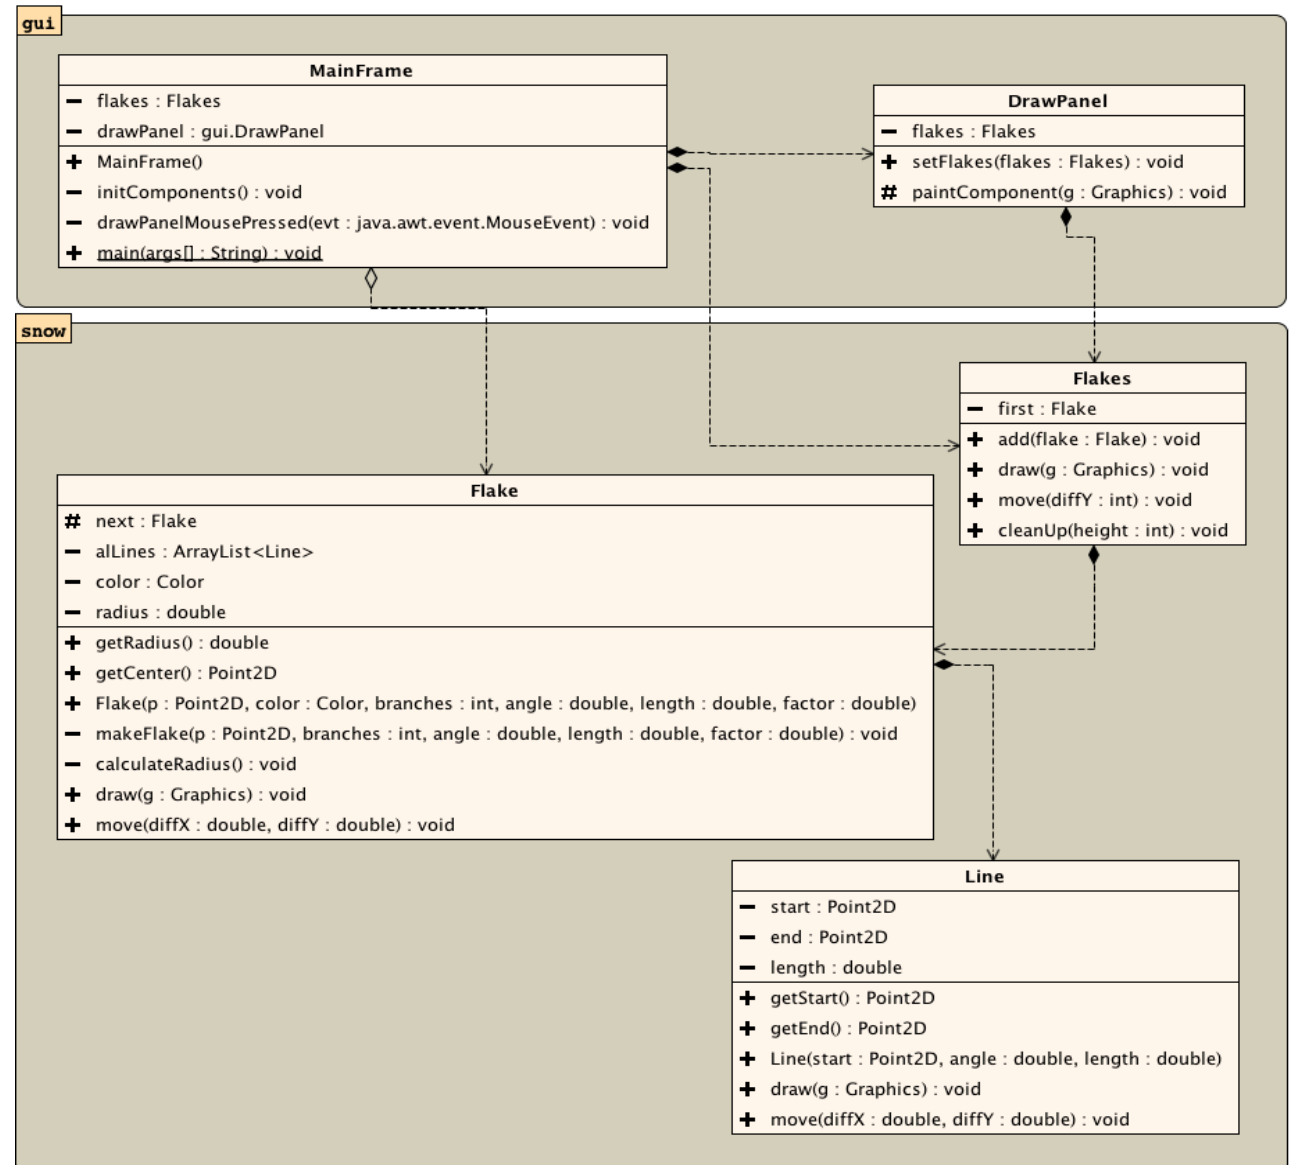 gui
MainFrame
- flakes : Flakes
- drawPanel : gui.DrawPanel
+ MainFrame()
- initComponents() : void
- drawPanelMousePressed(evt : java.awt.event.MouseEvent) : void
+ main(args[] : String) : void
DrawPanel
- flakes : Flakes
+ setFlakes(flakes : Flakes) : void
# paintComponent(g : Graphics) : void
snow
Flakes
- first : Flake
+ add(flake : Flake) : void
+ draw(g : Graphics) : void
+ move(diffY : int) : void
+ cleanUp(height : int) : void
Flake
# next : Flake
- alLines : ArrayList<Line>
- color : Color
- radius : double
+ getRadius() : double
+ getCenter() : Point2D
+ Flake(p : Point2D, color : Color, branches : int, angle : double, length : double, factor : double)
- makeFlake(p : Point2D, branches : int, angle : double, length : double, factor : double) : void
- calculateRadius() : void
+ draw(g : Graphics) : void
+ move(diffX : double, diffY : double) : void
Line
- start : Point2D
- end : Point2D
- length : double
+ getStart() : Point2D
+ getEnd() : Point2D
+ Line(start : Point2D, angle : double, length : double)
+ draw(g : Graphics) : void
+ move(diffX : double, diffY : double) : void